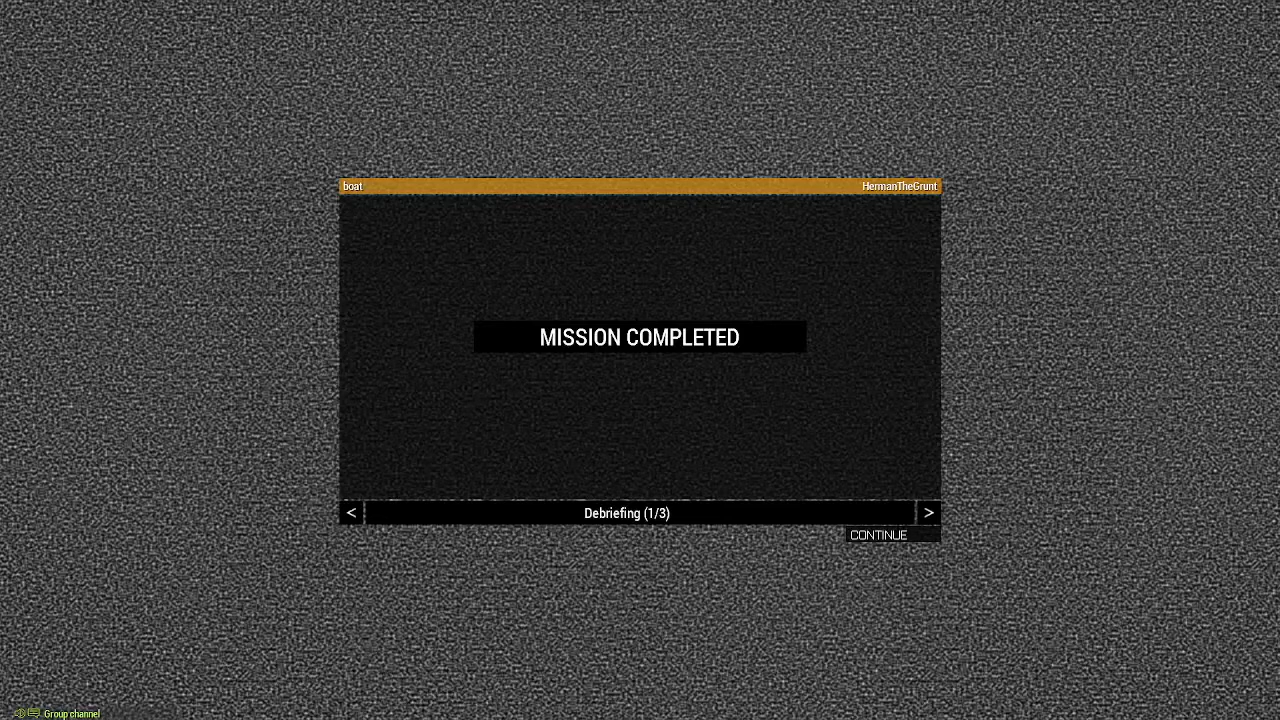 boat HermanTheGrunt
MISSION COMPLETED
< Debriefing (1/3) >
CONTINUE
Group channel